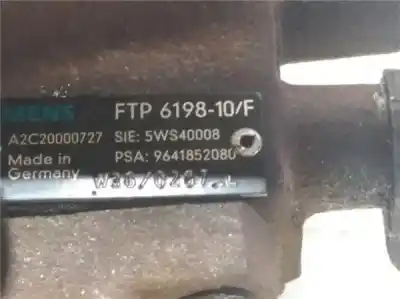 FTP 6198-10/F
A2C20000727 SIE: 5WS40008
Made in PSA: 9641852080
Germany